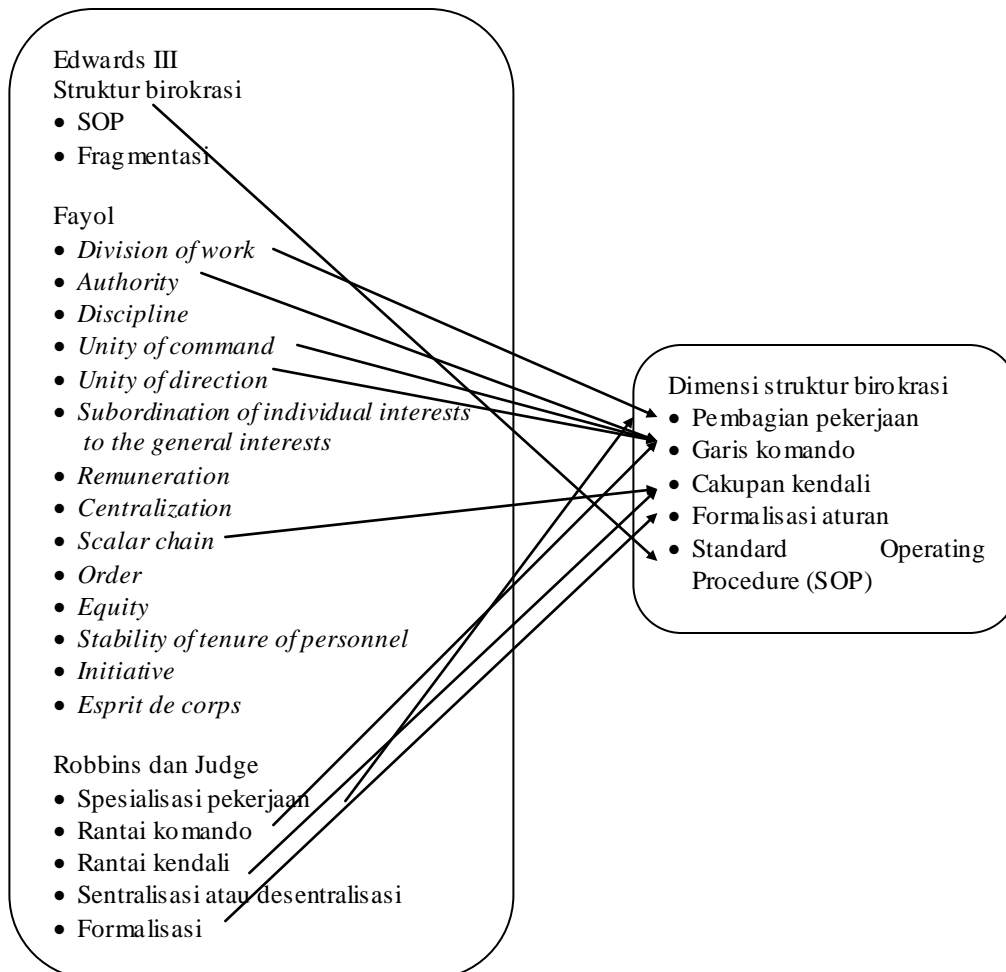 Edwards III
Struktur birokrasi
• SOP
• Fragmentasi
Fayol
• Division of work
• Authority
• Discipline
• Unity of command
• Unity of direction
• Subordination of individual interests
to the general interests
• Remuneration
• Centralization
• Scalar chain
• Order
• Equity
• Stability of tenure of personnel
• Initiative
• Esprit de corps
Robbins dan Judge
• Spesialisasi pekerjaan
• Rantai komando
• Rantai kendali
• Sentralisasi atau desentralisasi
• Formalisasi
Dimensi struktur birokrasi
• Pembagian pekerjaan
• Garis komando
• Cakupan kendali
• Formalisasi aturan
• Standard Operating
Procedure (SOP)